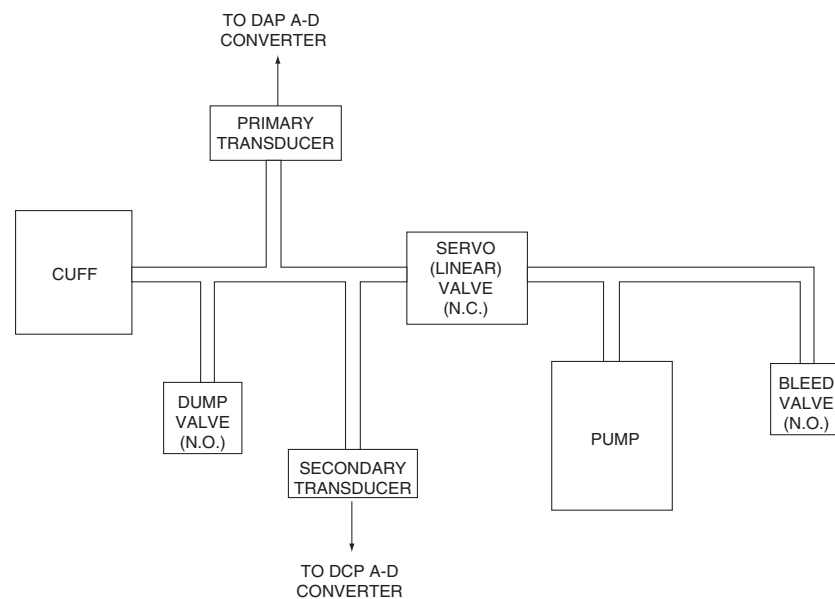 TO DAP A-D
CONVERTER
PRIMARY
TRANSDUCER
CUFF
SERVO
(LINEAR)
VALVE
(N.C.)
DUMP
VALVE
(N.O.)
SECONDARY
TRANSDUCER
PUMP
BLEED
VALVE
(N.O.)
TO DCP A-D
CONVERTER